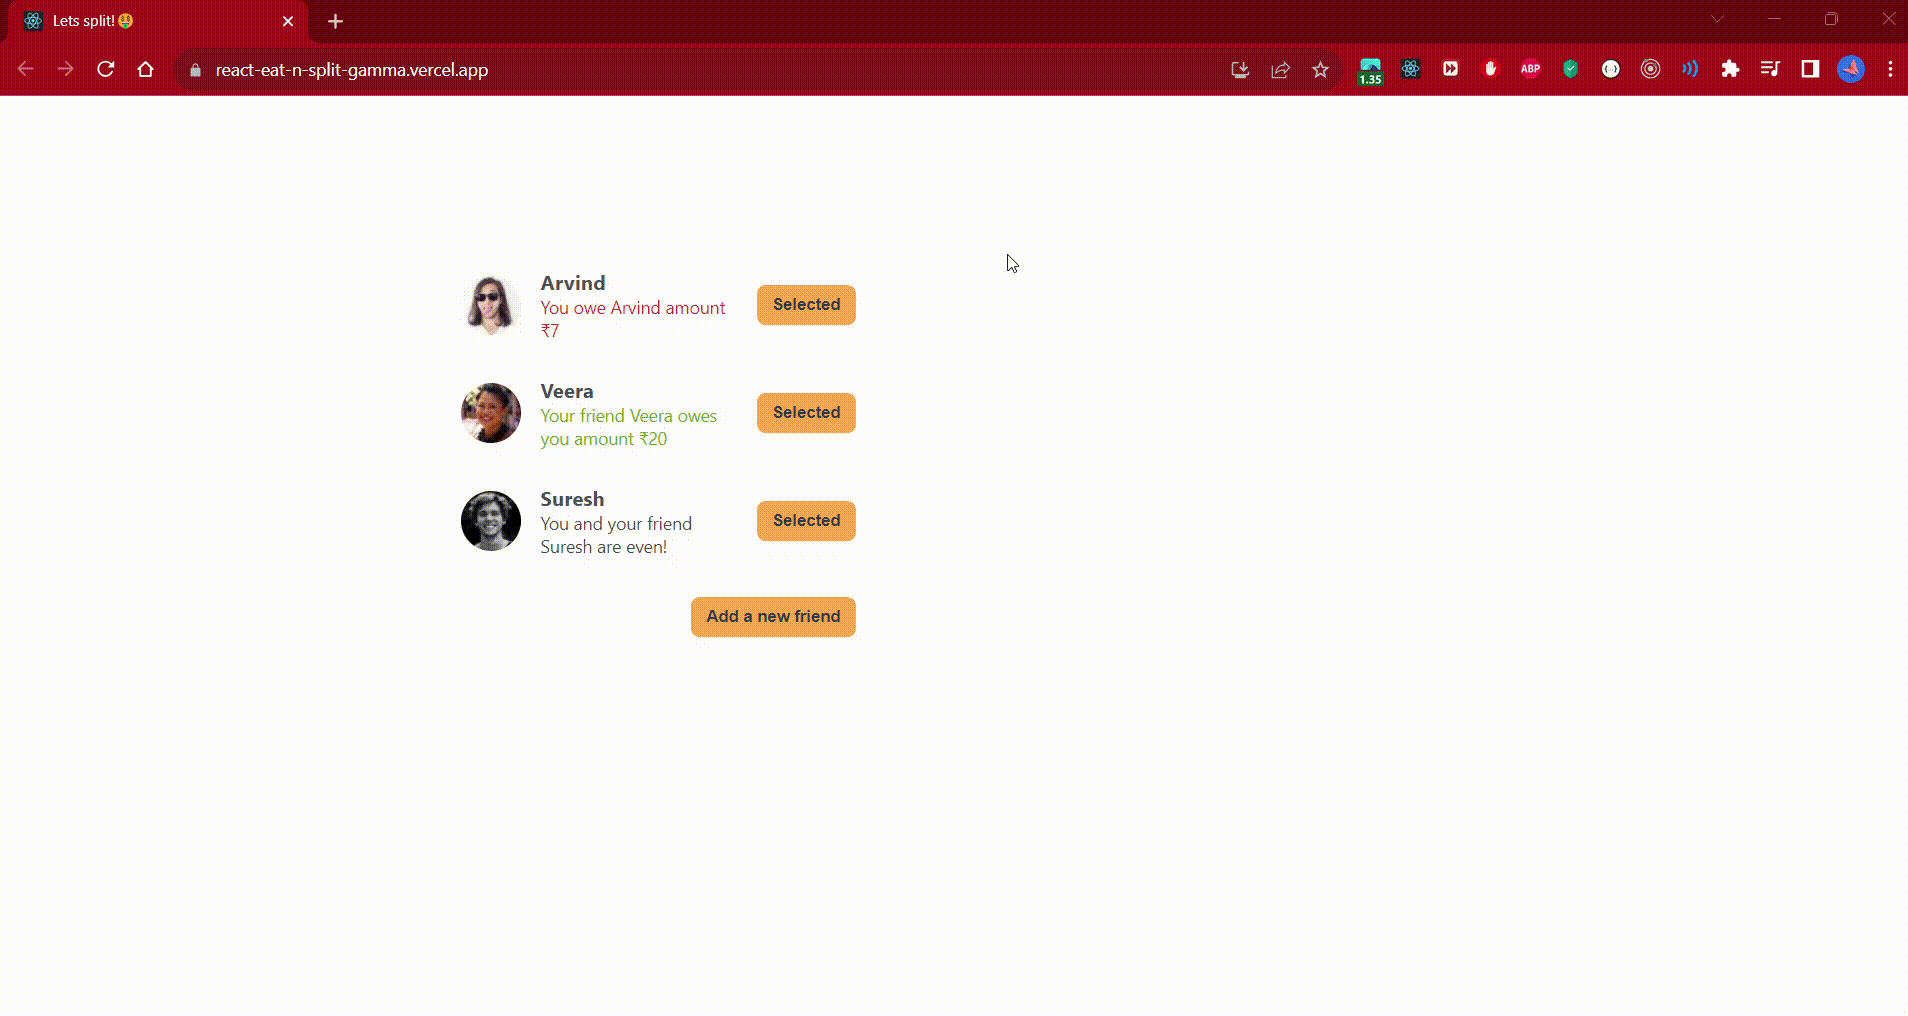 Lets split!🤑
react-eat-n-split-gamma.vercel.app
1.35
ABP
Arvind
You owe Arvind amount
₹7
Selected
Veera
Your friend Veera owes
you amount ₹20
Selected
Suresh
You and your friend
Suresh are even!
Selected
Add a new friend